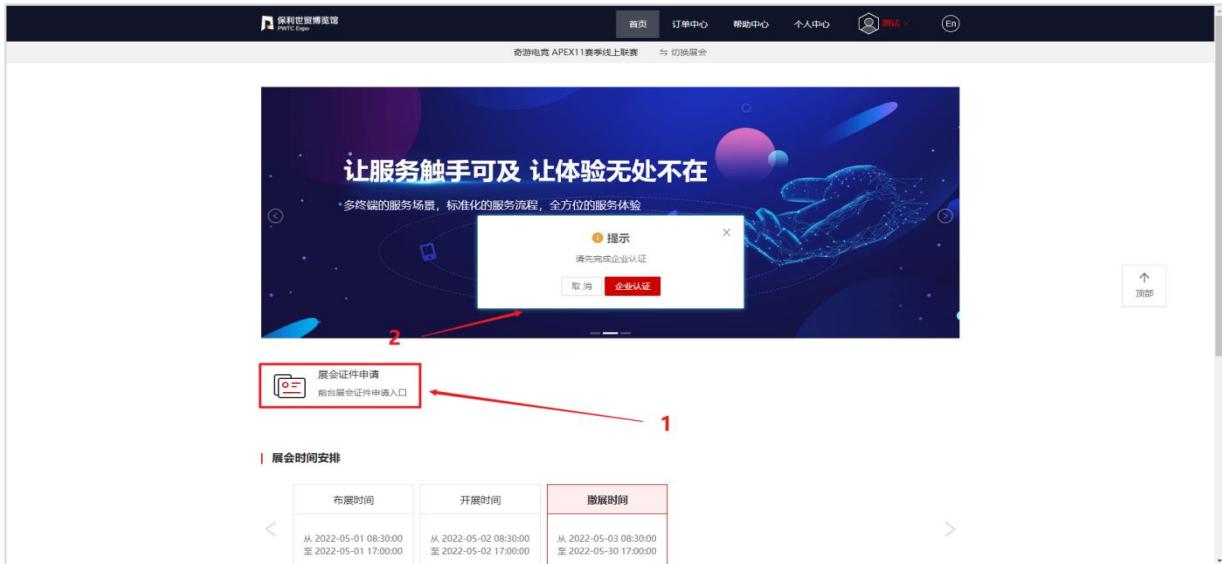 保利世贸博览馆
PWTC Expo
首页 订单中心 帮助中心 个人中心 测试 En
奇游电竞 APEX11赛季线上联赛 切换展会
让服务触手可及 让体验无处不在
*多终端的服务场景，标准化的服务流程，全方位的服务体验
提示
请先完成企业认证
取 消 企业认证
顶部
2
展会证件申请
前台展会证件申请入口
1
展会时间安排
布展时间 开展时间 撤展时间
从 2022-05-01 08:30:00 从 2022-05-02 08:30:00 从 2022-05-03 08:30:00
至 2022-05-01 17:00:00 至 2022-05-02 17:00:00 至 2022-05-30 17:00:00